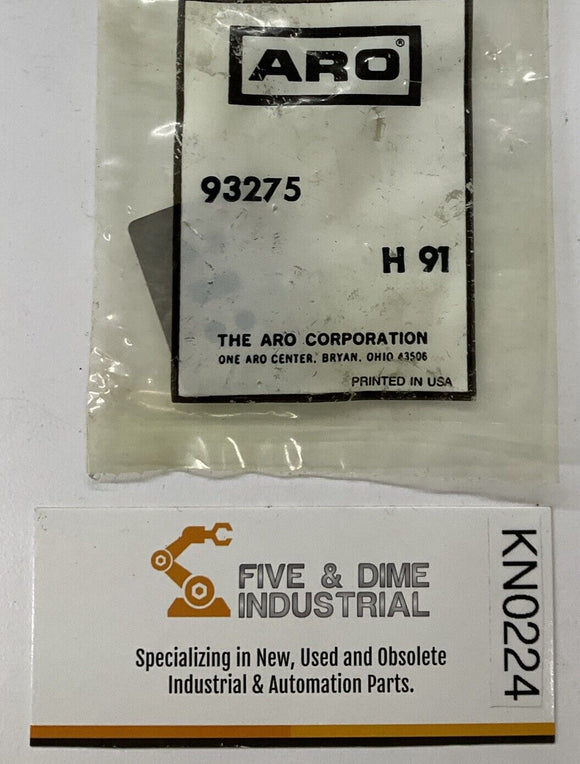 ARO®
93275
H 91
THE ARO CORPORATION
ONE ARO CENTER, BRYAN, OHIO 43506
PRINTED IN USA
FIVE & DIME
INDUSTRIAL
Specializing in New, Used and Obsolete
Industrial & Automation Parts.
KN0224